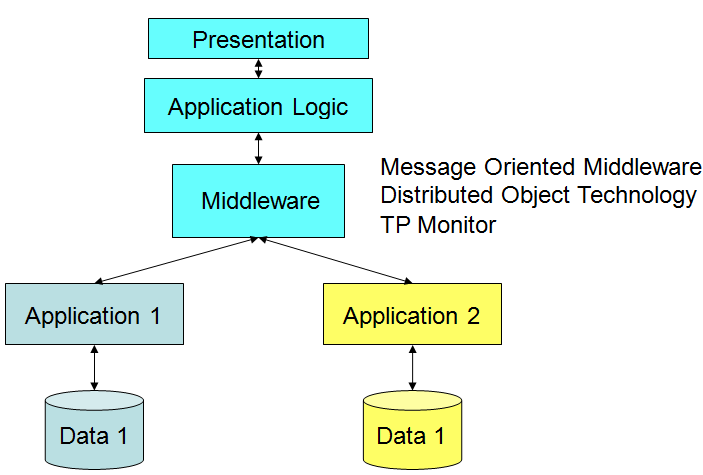 Presentation
Application Logic
Middleware
Message Oriented Middleware
Distributed Object Technology
TP Monitor
Application 1
Application 2
Data 1
Data 1